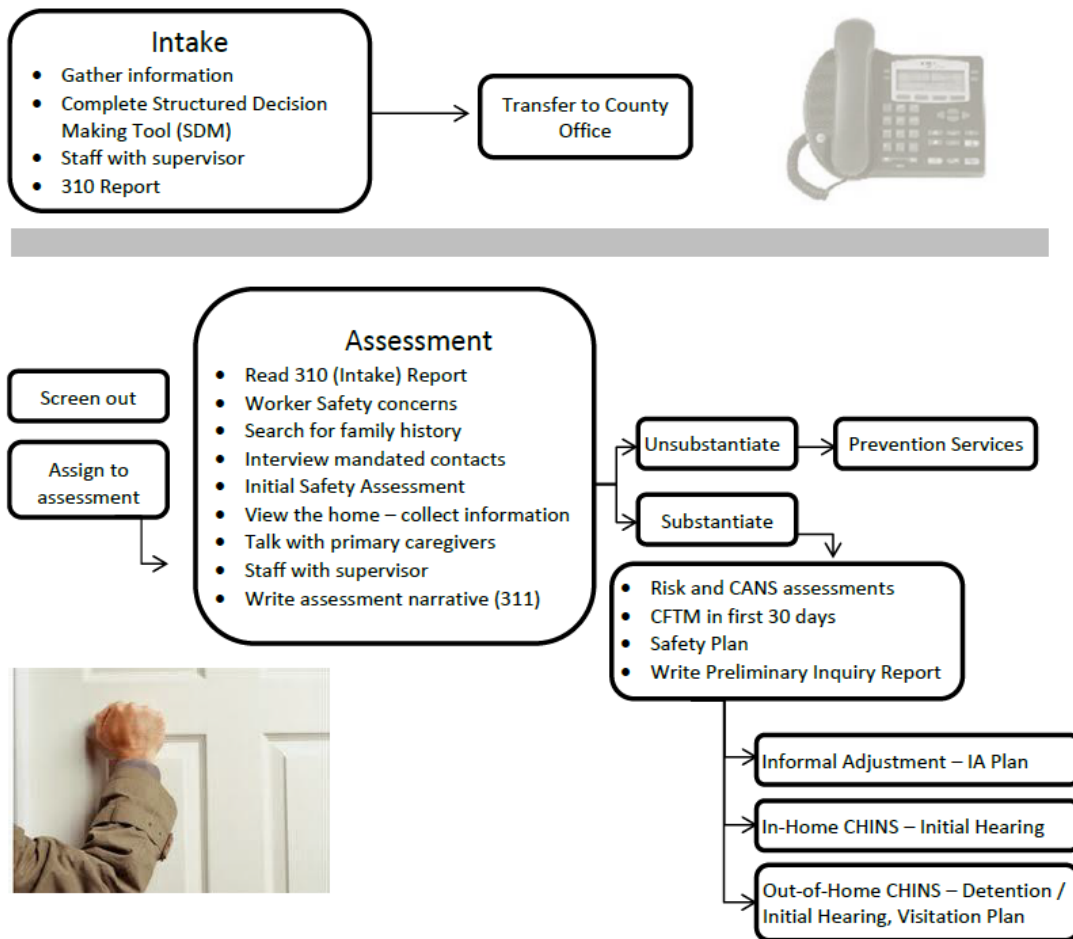 Intake
• Gather information
• Complete Structured Decision
Making Tool (SDM)
• Staff with supervisor
• 310 Report
Transfer to County
Office
Screen out
Assign to
assessment
Assessment
• Read 310 (Intake) Report
• Worker Safety concerns
• Search for family history
• Interview mandated contacts
• Initial Safety Assessment
• View the home – collect information
• Talk with primary caregivers
• Staff with supervisor
• Write assessment narrative (311)
Unsubstantiate
Prevention Services
Substantiate
• Risk and CANS assessments
• CFTM in first 30 days
• Safety Plan
• Write Preliminary Inquiry Report
Informal Adjustment – IA Plan
In-Home CHINS – Initial Hearing
Out-of-Home CHINS – Detention /
Initial Hearing, Visitation Plan